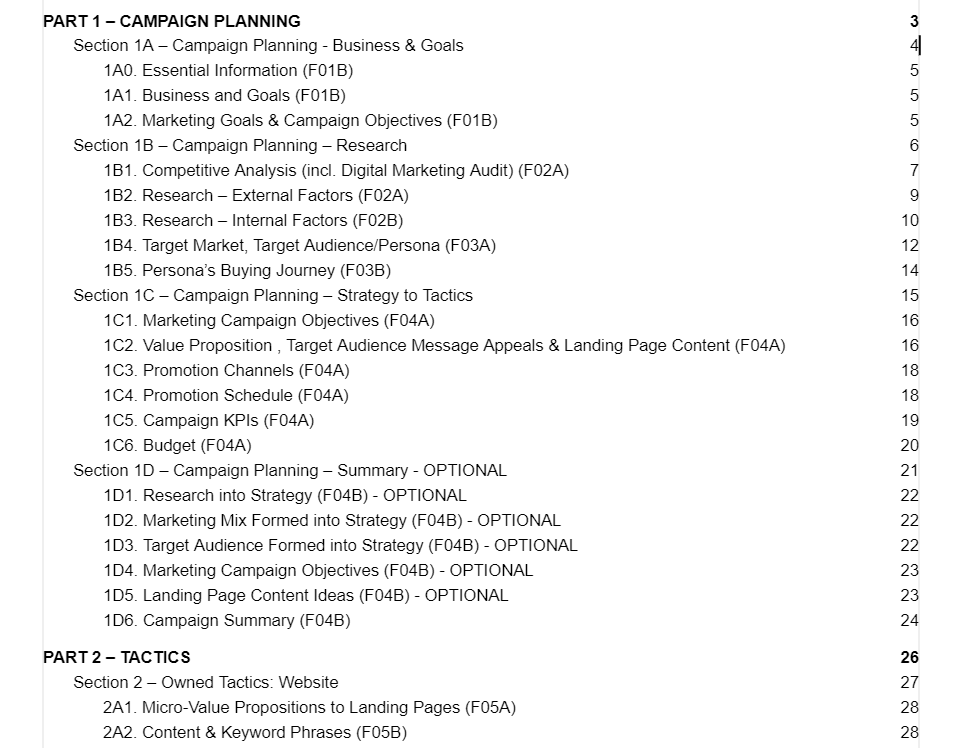 PART 1 – CAMPAIGN PLANNING 3
Section 1A – Campaign Planning - Business & Goals 4
1A0. Essential Information (F01B) 5
1A1. Business and Goals (F01B) 5
1A2. Marketing Goals & Campaign Objectives (F01B) 5
Section 1B – Campaign Planning – Research 6
1B1. Competitive Analysis (incl. Digital Marketing Audit) (F02A) 7
1B2. Research – External Factors (F02A) 9
1B3. Research – Internal Factors (F02B) 10
1B4. Target Market, Target Audience/Persona (F03A) 12
1B5. Persona's Buying Journey (F03B) 14
Section 1C – Campaign Planning – Strategy to Tactics 15
1C1. Marketing Campaign Objectives (F04A) 16
1C2. Value Proposition , Target Audience Message Appeals & Landing Page Content (F04A) 16
1C3. Promotion Channels (F04A) 18
1C4. Promotion Schedule (F04A) 18
1C5. Campaign KPIs (F04A) 19
1C6. Budget (F04A) 20
Section 1D – Campaign Planning – Summary - OPTIONAL 21
1D1. Research into Strategy (F04B) - OPTIONAL 22
1D2. Marketing Mix Formed into Strategy (F04B) - OPTIONAL 22
1D3. Target Audience Formed into Strategy (F04B) - OPTIONAL 22
1D4. Marketing Campaign Objectives (F04B) - OPTIONAL 23
1D5. Landing Page Content Ideas (F04B) - OPTIONAL 23
1D6. Campaign Summary (F04B) 24
PART 2 – TACTICS 26
Section 2 – Owned Tactics: Website 27
2A1. Micro-Value Propositions to Landing Pages (F05A) 28
2A2. Content & Keyword Phrases (F05B) 28